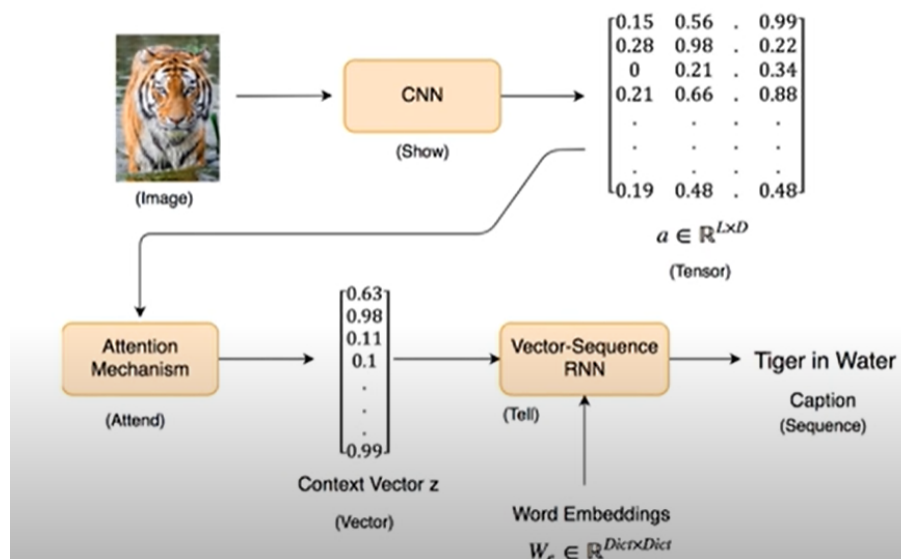 (Image)
CNN
(Show)
0.15 0.56 . 0.99
0.28 0.98 . 0.22
0 0.21 . 0.34
0.21 0.66 . 0.88
. . . .
. . . .
. . . .
0.19 0.48 . 0.48
a ∈ ℝ^{L×D}
(Tensor)
Attention
Mechanism
(Attend)
0.63
0.98
0.11
0.1
.
.
.
0.99
Context Vector z
(Vector)
Vector-Sequence
RNN
(Tell)
Tiger in Water
Caption
(Sequence)
Word Embeddings
∈ ℝ^{Dict×Dict}